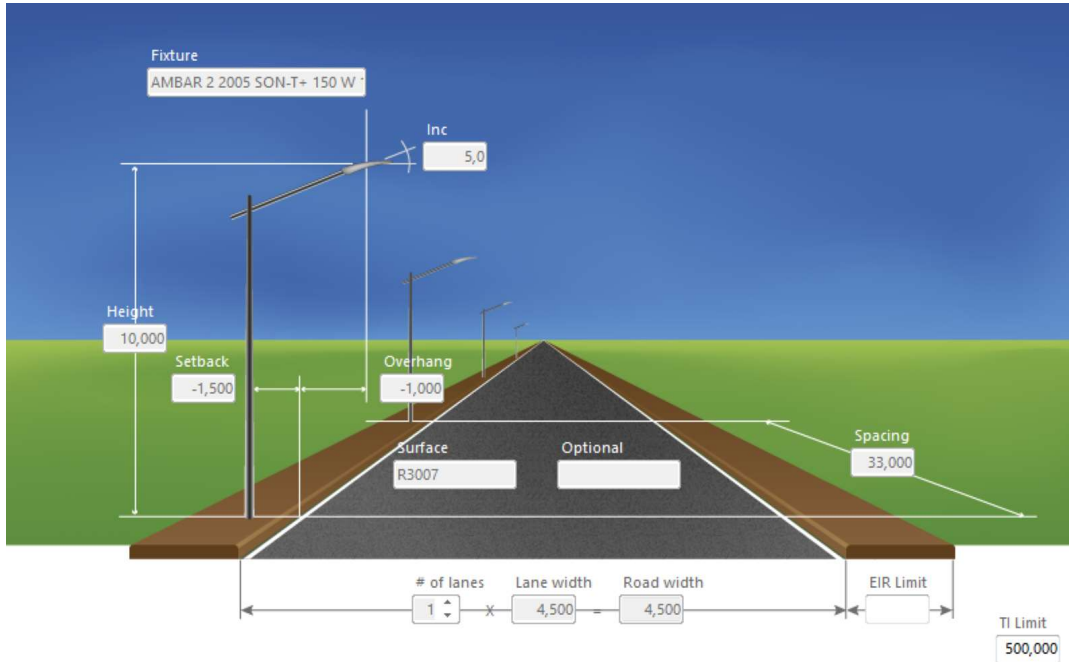 Fixture
AMBAR 2 2005 SON-T+ 150 W
Inc
5,0
Height
10,000
Setback
-1,500
Overhang
-1,000
Surface
R3007
Optional
Spacing
33,000
# of lanes
1
x
Lane width
4,500
=
Road width
4,500
EIR Limit
TI Limit
500,000